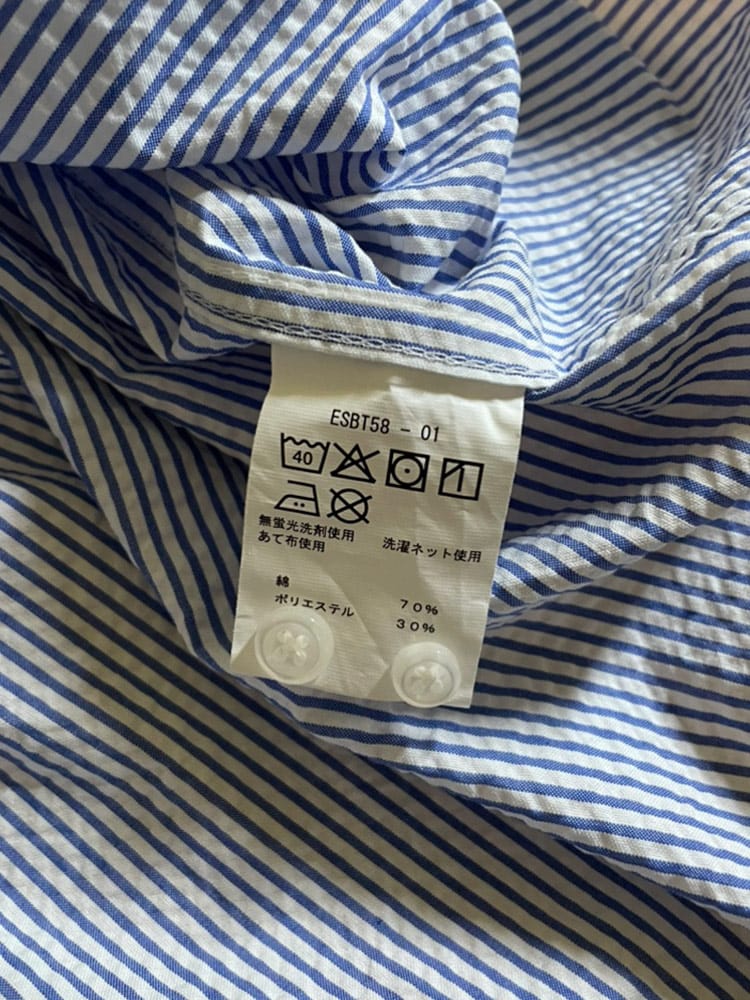 ESBT58 - 01
40
無蛍光洗剤使用
あて布使用 洗濯ネット使用
綿 70%
ポリエステル 30%